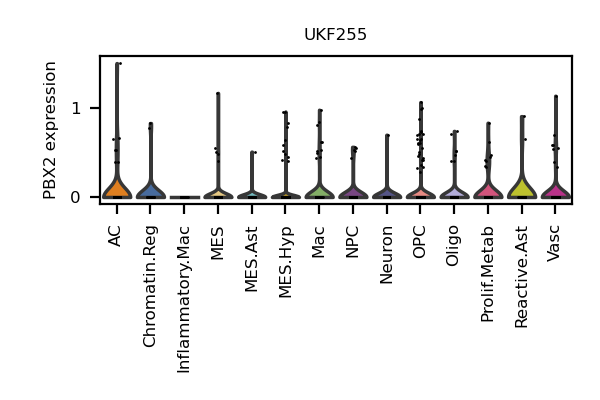 UKF255
PBX2 expression
1
0
AC
Chromatin.Reg
Inflammatory.Mac
MES
MES.Ast
MES.Hyp
Mac
NPC
Neuron
OPC
Oligo
Prolif.Metab
Reactive.Ast
Vasc